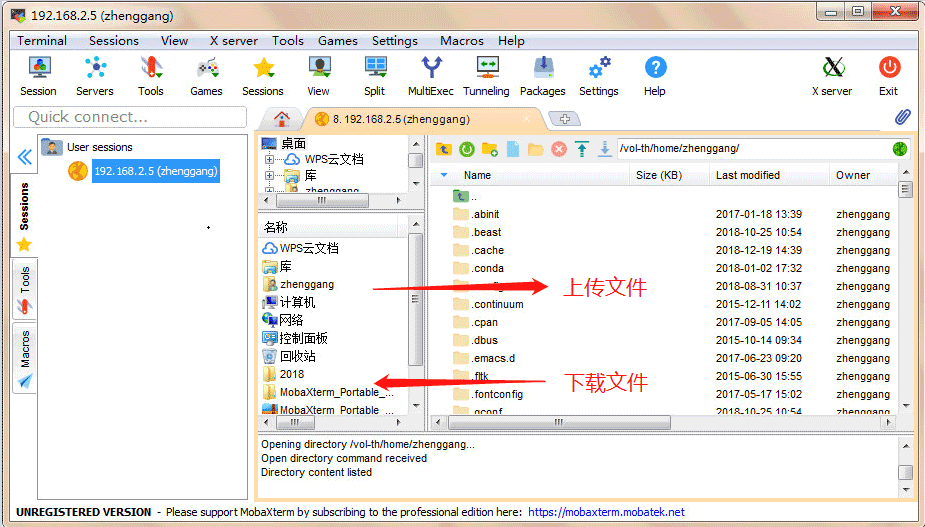 192.168.2.5 (zhenggang)
Terminal Sessions View X server Tools Games Settings Macros Help
Session Servers Tools Games Sessions View Split MultiExec Tunneling Packages Settings Help X server Exit
Quick connect...
8. 192.168.2.5 (zhenggang)
User sessions
192.168.2.5 (zhenggang)
Sessions
Tools
Macros
桌面
WPS云文档
库
zhenggang
名称
WPS云文档
库
zhenggang
计算机
网络
控制面板
回收站
2018
MobaXterm_Portable_...
MobaXterm_Portable_...
/vol-th/home/zhenggang/
Name Size (KB) Last modified Owner
..
.abinit 2017-01-18 13:39 zhenggang
.beast 2018-10-25 10:54 zhenggang
.cache 2018-12-19 14:39 zhenggang
.conda 2018-01-02 17:32 zhenggang
2018-08-31 10:37 zhenggang
.continuum 2015-12-11 14:02 zhenggang
.cpan 2017-09-05 14:05 zhenggang
.dbus 2015-10-14 09:34 zhenggang
.emacs.d 2017-06-23 09:20 zhenggang
.fltk 2015-06-30 15:55 zhenggang
.fontconfig 2017-05-17 15:02 zhenggang
.gconf 2018-10-25 10:54 zhenggang
上传文件
下载文件
Opening directory /vol-th/home/zhenggang...
Open directory command received
Directory content listed
UNREGISTERED VERSION - Please support MobaXterm by subscribing to the professional edition here: https://mobaxterm.mobatek.net